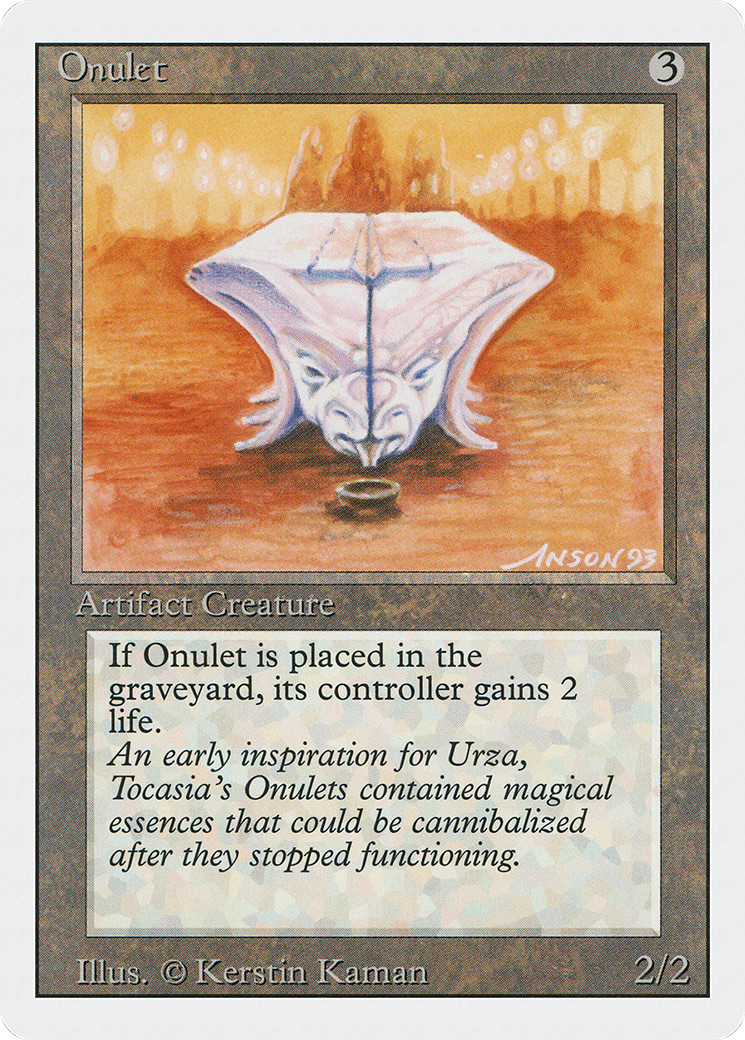 Onulet
3
ANSON 93
Artifact Creature
If Onulet is placed in the
graveyard, its controller gains 2
life.
An early inspiration for Urza,
Tocasia's Onulets contained magical
essences that could be cannibalized
after they stopped functioning.
Illus. © Kerstin Kaman
2/2